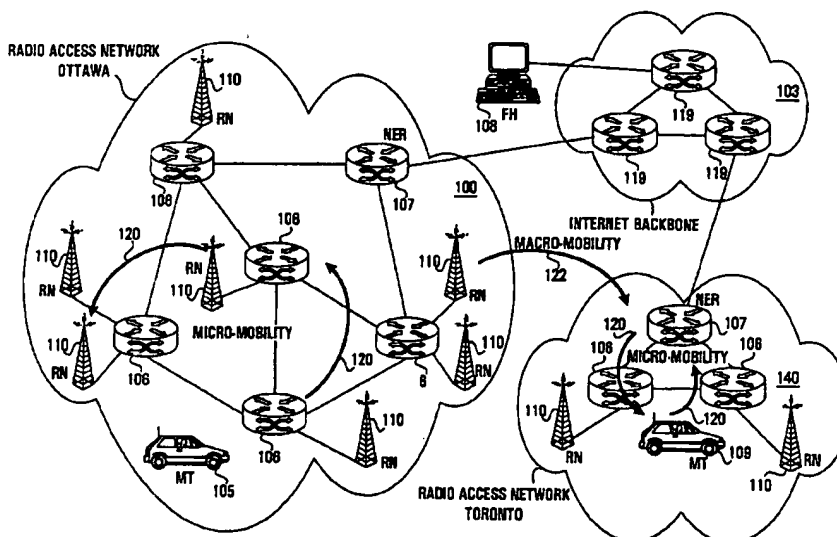 RADIO ACCESS NETWORK
OTTAWA
110
RN
108
FH
119
103
119
119
INTERNET BACKBONE
NER
107
106
100
120
110
RN
106
RN
110
110
RN
MACRO-MOBILITY
122
110
RN
106
MICRO-MOBILITY
120
6
110
RN
106
110
RN
MT
105
NER
107
120
106
MICRO-MOBILITY
106
140
110
RN
120
MT
109
110
RN
RADIO ACCESS NETWORK
TORONTO